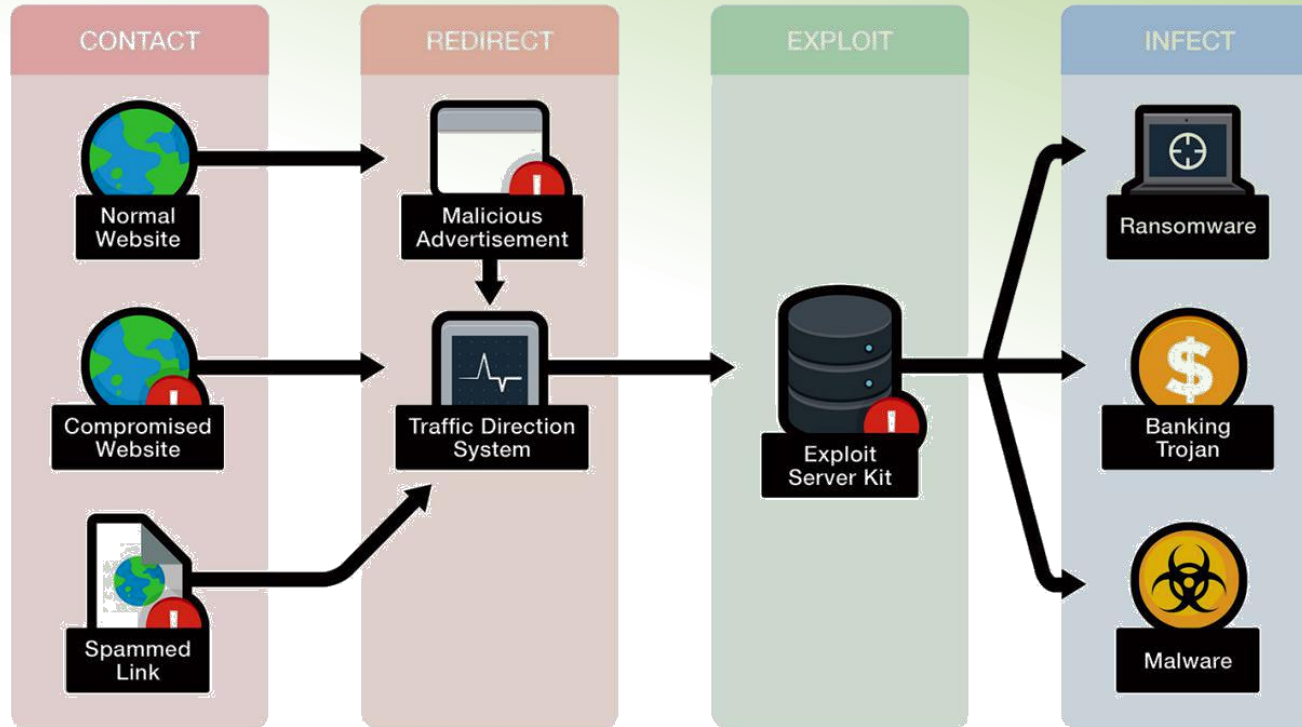 CONTACT
REDIRECT
EXPLOIT
INFECT
Normal
Website
Malicious
Advertisement
Ransomware
Compromised
Website
Traffic Direction
System
Exploit
Server Kit
Banking
Trojan
Spammed
Link
Malware